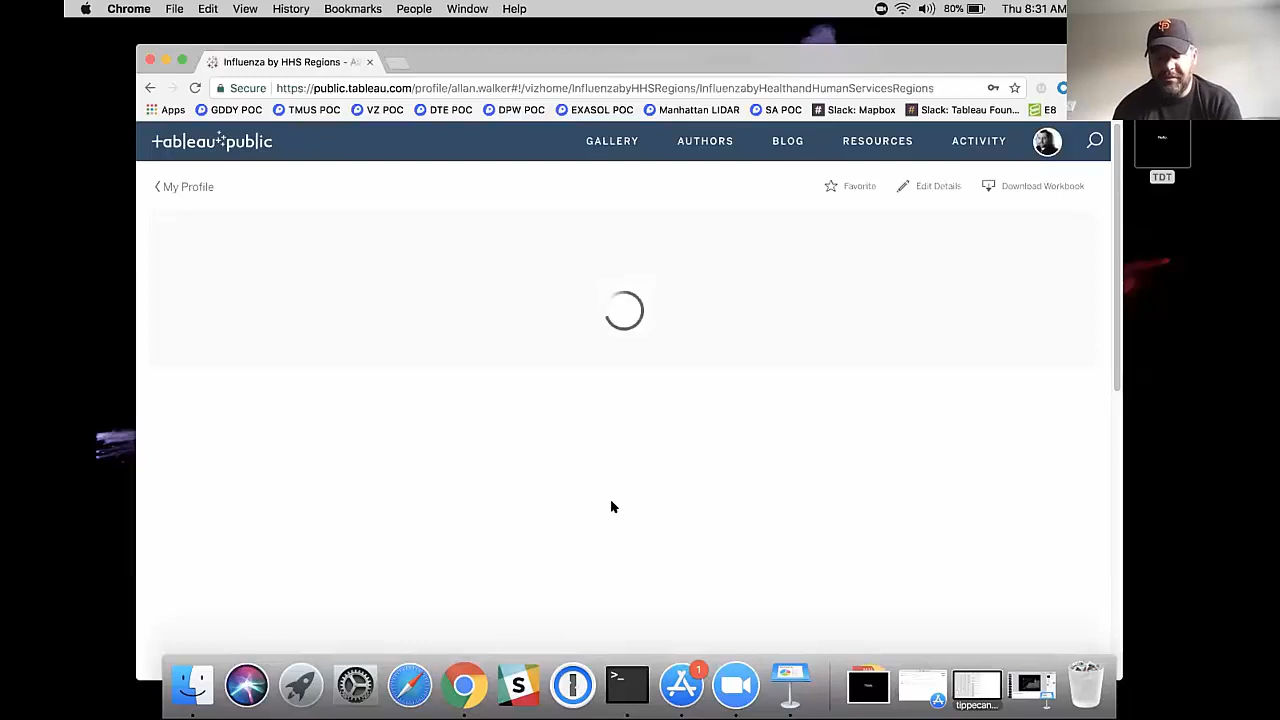 Chrome File Edit View History Bookmarks People Window Help 80% Thu 8:31 AM
Influenza by HHS Regions - A
Secure https://public.tableau.com/profile/allan.walker#!/vizhome/InfluenzabyHHSRegions/InfluenzabyHealthandHumanServicesRegions
Apps GDDY POC TMUS POC VZ POC DTE POC DPW POC EXASOL POC Manhattan LIDAR SA POC Slack: Mapbox Slack: Tableau Foun... E8
tableau public GALLERY AUTHORS BLOG RESOURCES ACTIVITY
TDT
My Profile Favorite Edit Details Download Workbook
1
tippecan...